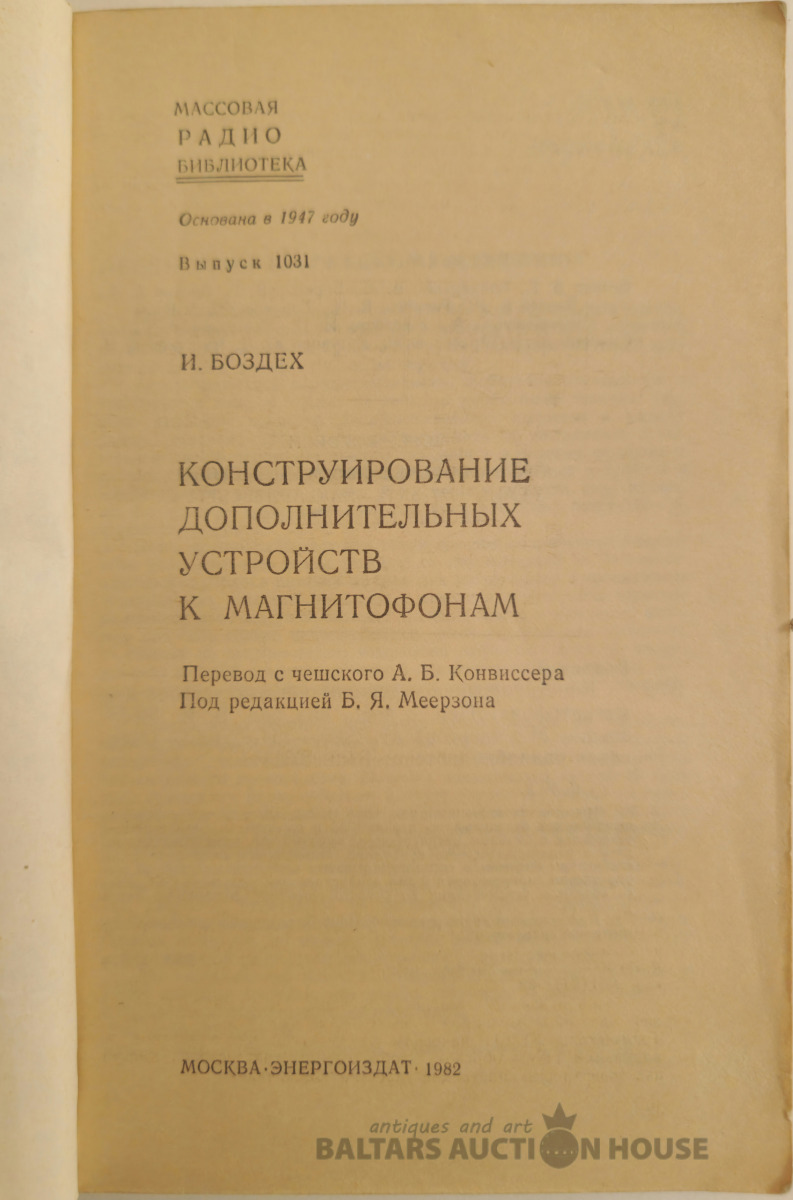 МАССОВАЯ
РАДИО
БИБЛИОТЕКА
Основана в 1947 году
Выпуск 1031
И. БОЗДЕХ
КОНСТРУИРОВАНИЕ
ДОПОЛНИТЕЛЬНЫХ
УСТРОЙСТВ
К МАГНИТОФОНАМ
Перевод с чешского А. Б. Конвиссера
Под редакцией Б. Я. Меерзона
МОСКВА·ЭНЕРГОИЗДАТ·1982
antiques and art
BALTARS AUCTION HOUSE